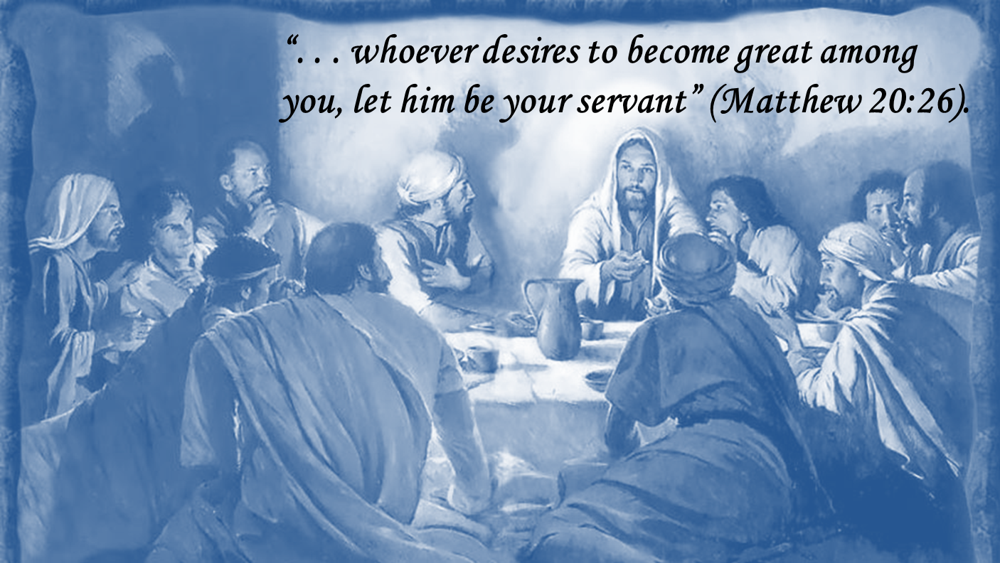 “. . . whoever desires to become great among
you, let him be your servant” (Matthew 20:26).